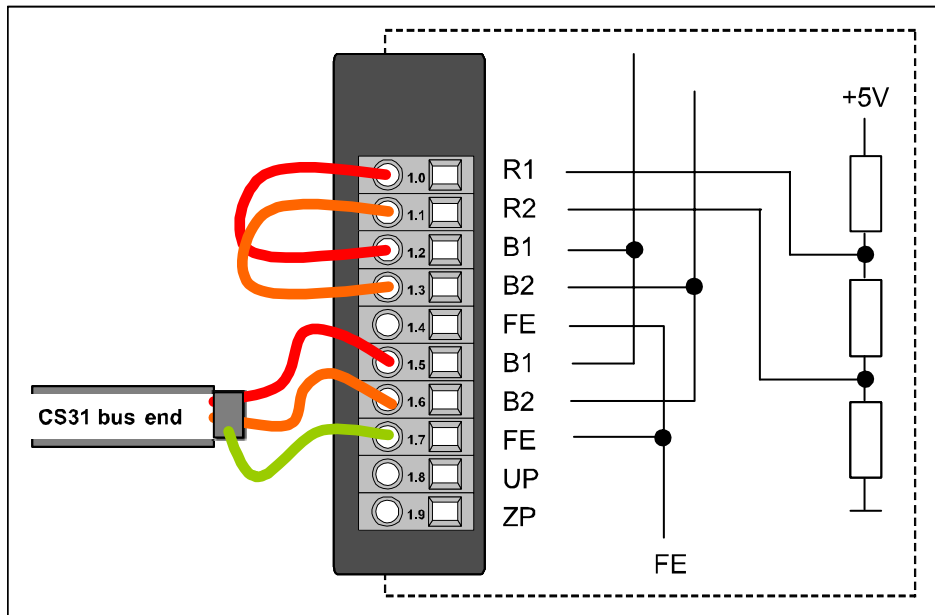 +5V
1.0 R1
1.1 R2
1.2 B1
1.3 B2
1.4 FE
1.5 B1
1.6 B2
1.7 FE
1.8 UP
1.9 ZP
CS31 bus end
FE